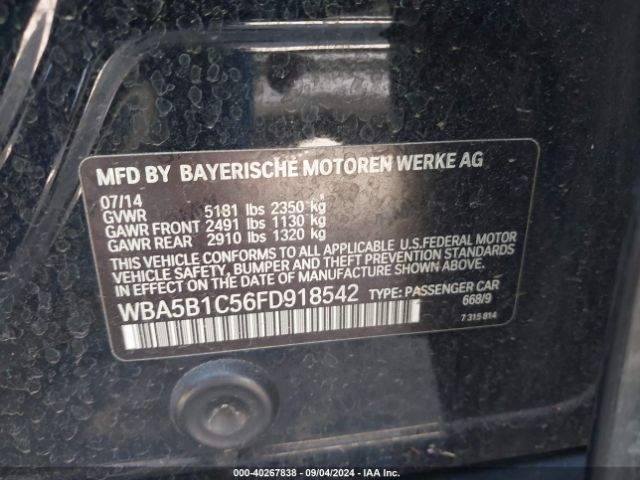 MFD BY BAYERISCHE MOTOREN WERKE AG
07/14
GVWR 5181 lbs 2350 kg
GAWR FRONT 2491 lbs 1130 kg
GAWR REAR 2910 lbs 1320 kg
THIS VEHICLE CONFORMS TO ALL APPLICABLE U.S.FEDERAL MOTOR
VEHICLE SAFETY, BUMPER AND THEFT PREVENTION STANDARDS
IN EFFECT ON THE DATE OF MANUFACTURE SHOWN ABOVE.
WBA5B1C56FD918542 TYPE: PASSENGER CAR
668/9
7 315 814
000-40267838 - 09/04/2024 - IAA Inc.